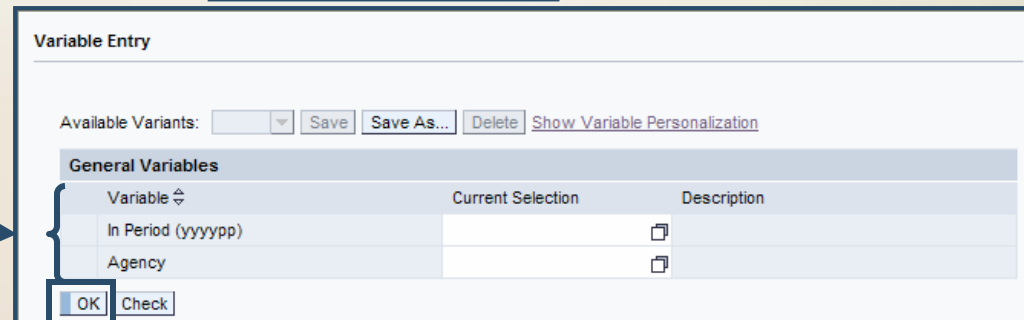 Variable Entry
Available Variants: Save Save As... Delete Show Variable Personalization
General Variables
Variable Current Selection Description
In Period (yyyypp)
Agency
OK Check